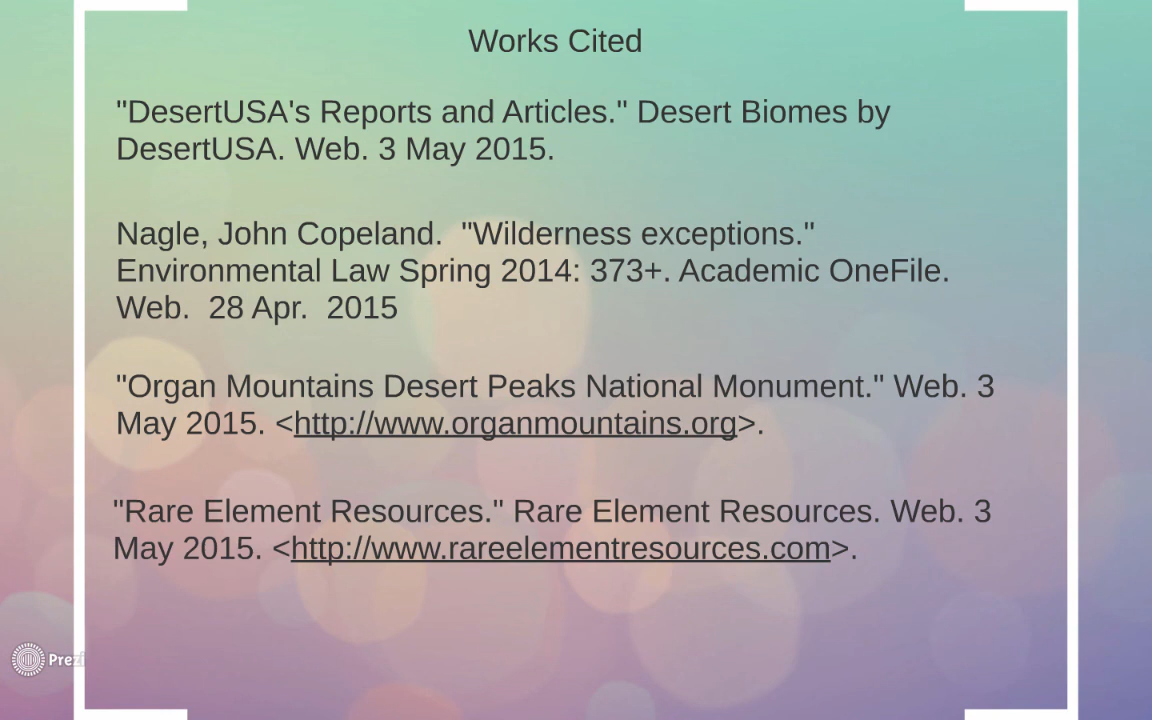 Works Cited
"DesertUSA's Reports and Articles." Desert Biomes by
DesertUSA. Web. 3 May 2015.
Nagle, John Copeland.  "Wilderness exceptions."
Environmental Law Spring 2014: 373+. Academic OneFile.
Web.  28 Apr.  2015
"Organ Mountains Desert Peaks National Monument." Web. 3
May 2015. <http://www.organmountains.org>.
"Rare Element Resources." Rare Element Resources. Web. 3
May 2015. <http://www.rareelementresources.com>.
Prezi